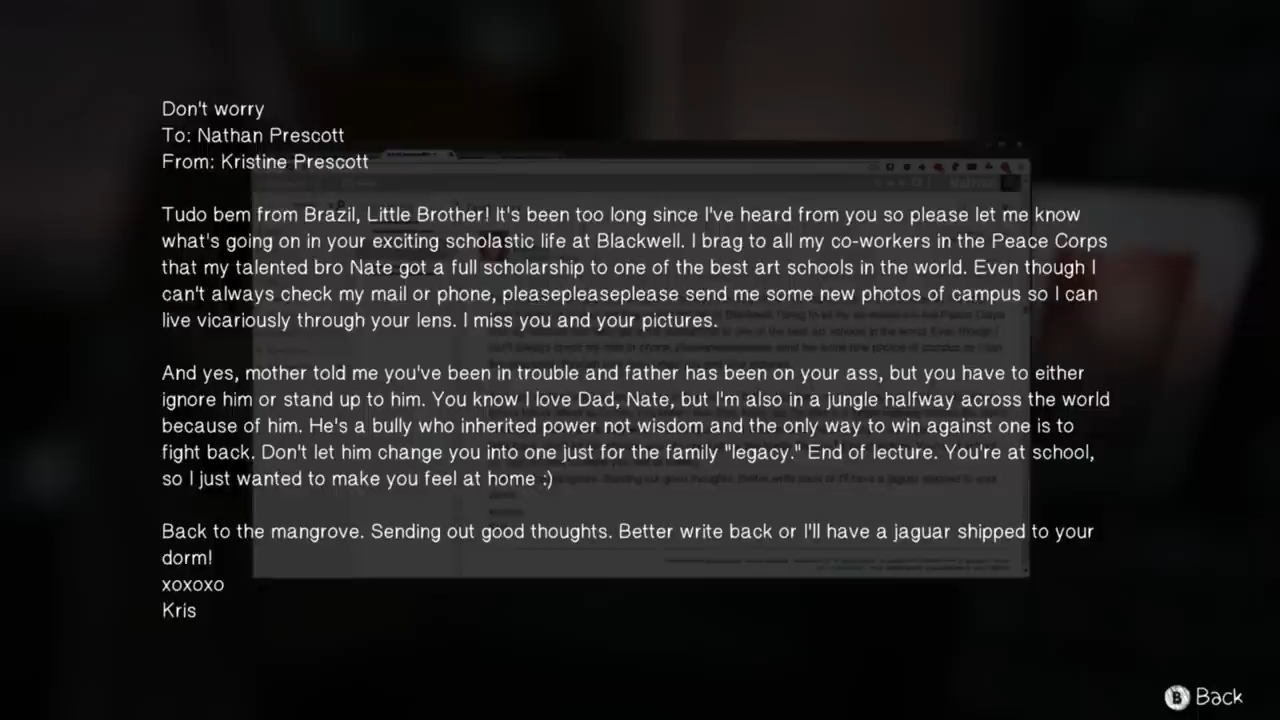 Don't worry
To: Nathan Prescott
From: Kristine Prescott
Tudo bem from Brazil, Little Brother! It's been too long since I've heard from you so please let me know
what's going on in your exciting scholastic life at Blackwell. I brag to all my co-workers in the Peace Corps
that my talented bro Nate got a full scholarship to one of the best art schools in the world. Even though I
can't always check my mail or phone, pleasepleaseplease send me some new photos of campus so I can
live vicariously through your lens. I miss you and your pictures.
And yes, mother told me you've been in trouble and father has been on your ass, but you have to either
ignore him or stand up to him. You know I love Dad, Nate, but I'm also in a jungle halfway across the world
because of him. He's a bully who inherited power not wisdom and the only way to win against one is to
fight back. Don't let him change you into one just for the family "legacy." End of lecture. You're at school,
so I just wanted to make you feel at home :)
Back to the mangrove. Sending out good thoughts. Better write back or I'll have a jaguar shipped to your
dorm!
xoxoxo
Kris
B Back